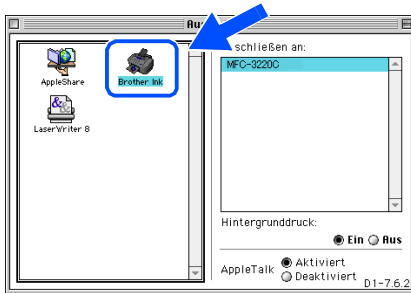 AppleShare
Brother Ink
LaserWriter 8
schließen an:
MFC-3220C
Hintergrunddruck:
Ein Aus
AppleTalk
Aktiviert
Deaktiviert
D1-7.6.2